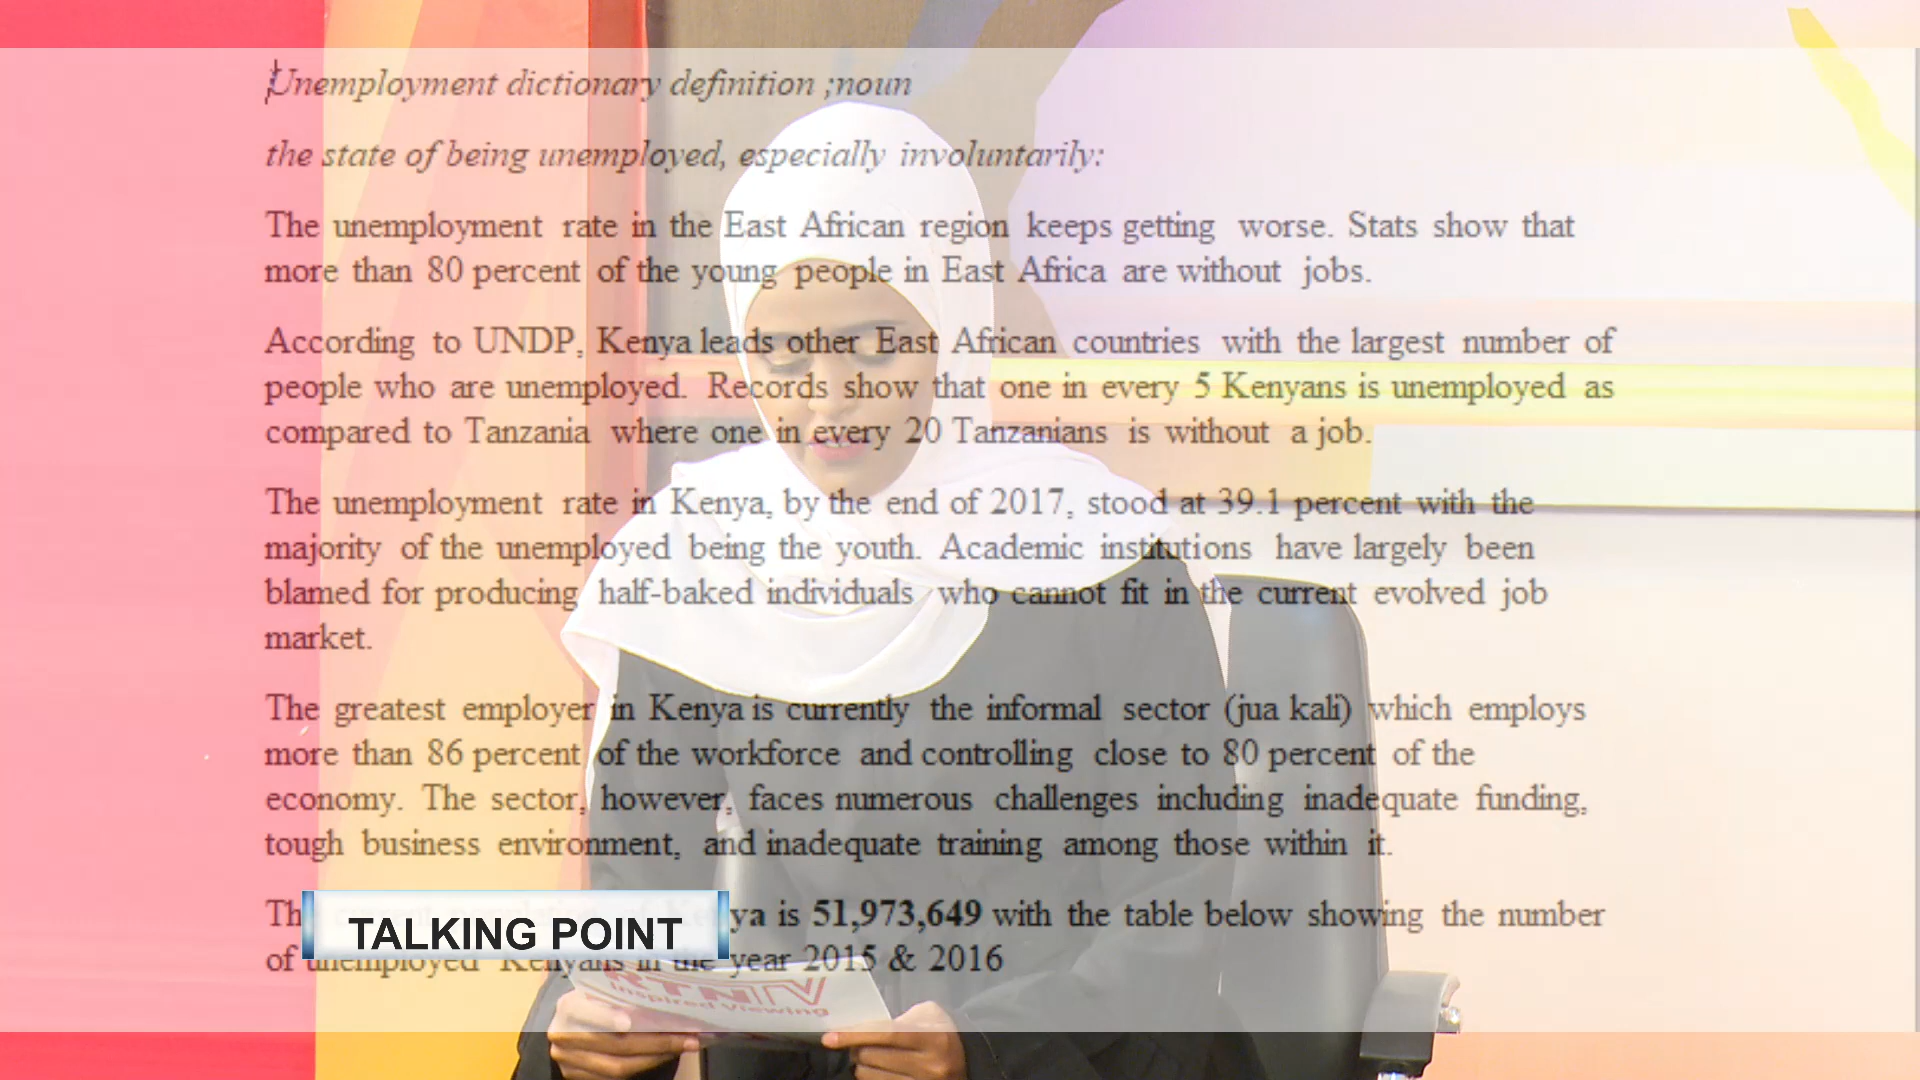 Unemployment dictionary definition ;noun
the state of being unemployed, especially involuntarily:
The unemployment rate in the East African region keeps getting worse. Stats show that
more than 80 percent of the young people in East Africa are without jobs.
According to UNDP, Kenya leads other East African countries with the largest number of
people who are unemployed. Records show that one in every 5 Kenyans is unemployed as
compared to Tanzania where one in every 20 Tanzanians is without a job.
The unemployment rate in Kenya, by the end of 2017, stood at 39.1 percent with the
majority of the unemployed being the youth. Academic institutions have largely been
blamed for producing half-baked individuals who cannot fit in the current evolved job
market.
The greatest employer in Kenya is currently the informal sector (jua kali) which employs
more than 86 percent of the workforce and controlling close to 80 percent of the
economy. The sector, however, faces numerous challenges including inadequate funding,
tough business environment, and inadequate training among those within it.
is 51,973,649 with the table below showing the number
of unemployed Kenyans in the year 2015 & 2016
TALKING POINT
RTN TV
Inspired Viewing